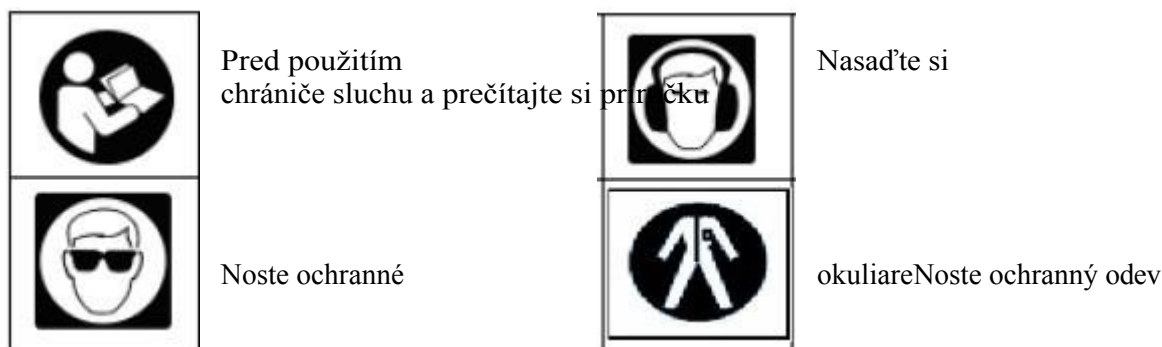 Pred použitím
Nasaďte si
chrániče sluchu a prečítajte si príručku
Noste ochranné
okuliareNoste ochranný odev